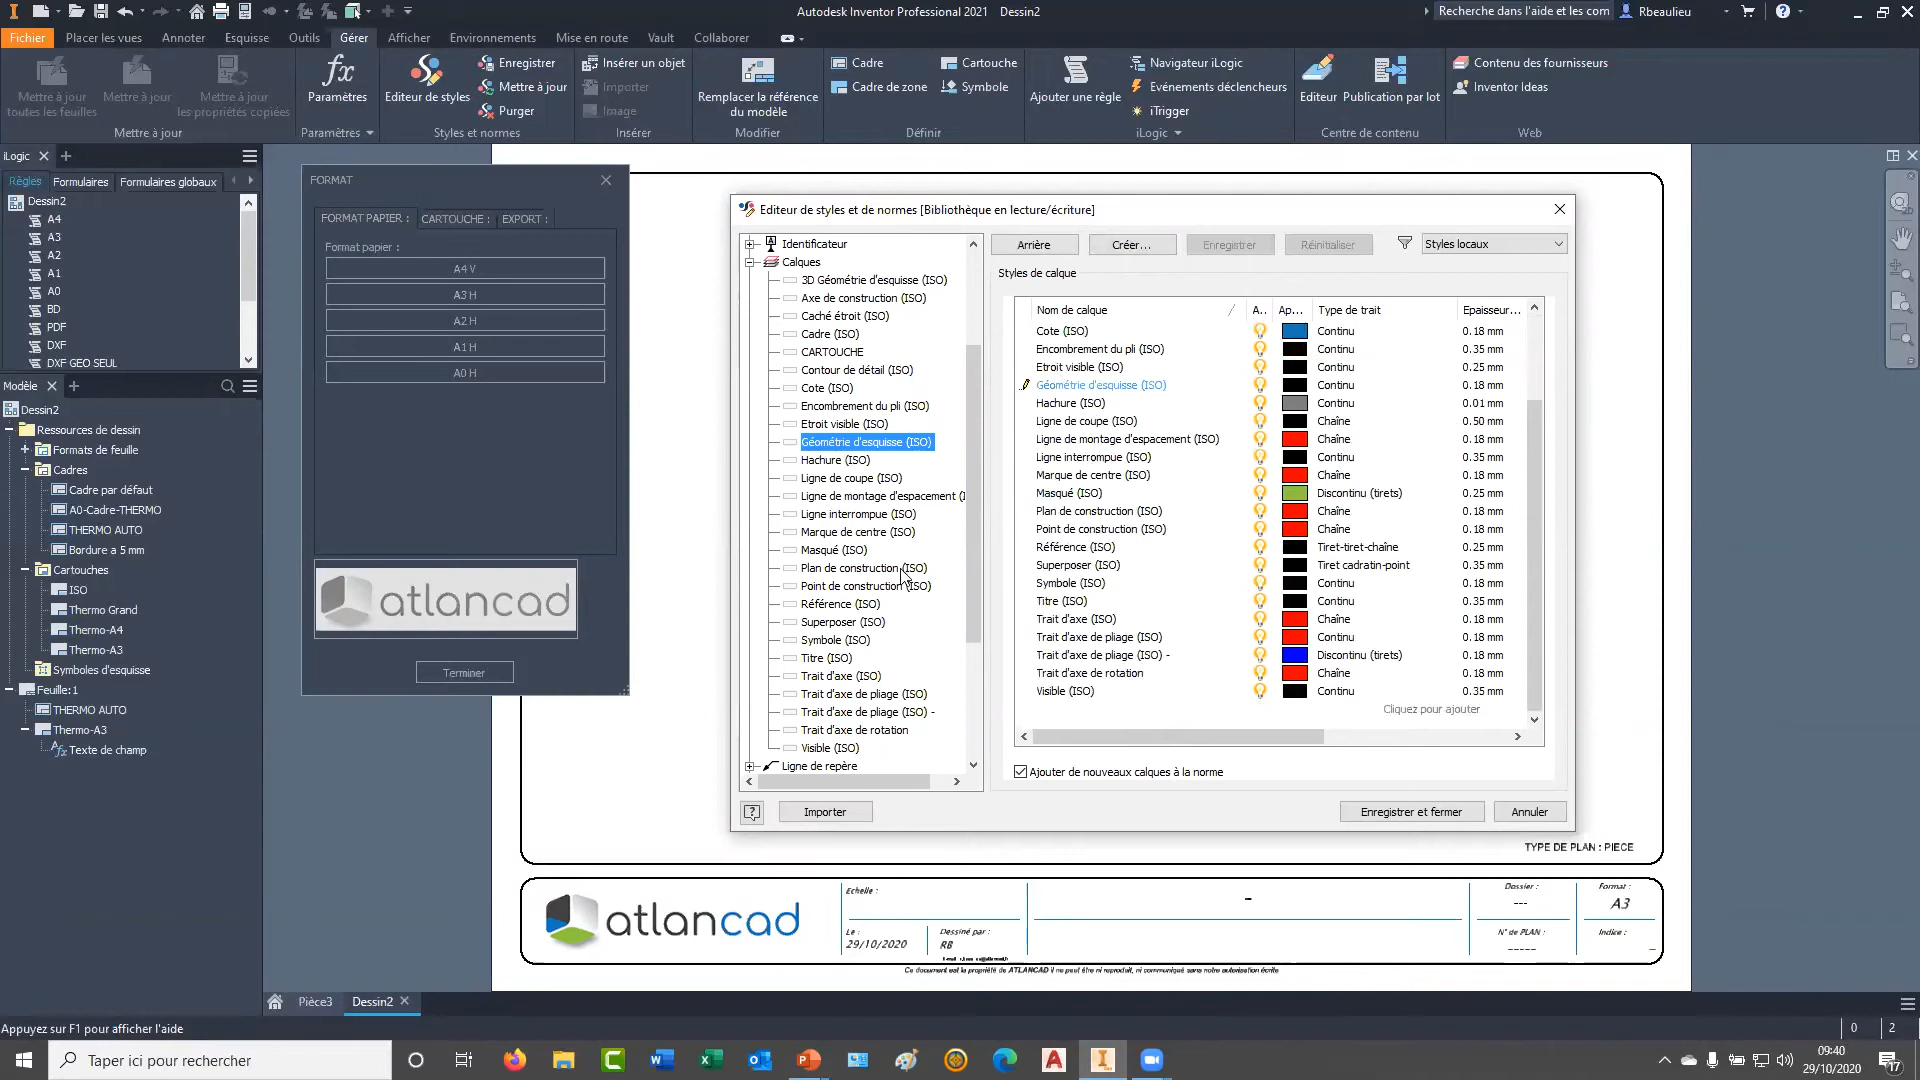 Autodesk Inventor Professional 2021 Dessin2
Recherche dans l'aide et les com
Rbeaulieu
Fichier Placer les vues Annoter Esquisse Outils Gérer Afficher Environnements Mise en route Vault Collaborer
Mettre à jour toutes les feuilles
Mettre à jour
Mettre à jour les propriétés copiées
Mettre à jour
fx
Paramètres
Paramètres
Editeur de styles
Enregistrer
Mettre à jour
Purger
Styles et normes
Insérer un objet
Importer
Image
Insérer
Remplacer la référence du modèle
Modifier
Cadre
Cadre de zone
Cartouche
Symbole
Définir
Ajouter une règle
Navigateur iLogic
Evénements déclencheurs
iTrigger
iLogic
Editeur
Publication par lot
Centre de contenu
Contenu des fournisseurs
Inventor Ideas
Web
iLogic
Règles Formulaires Formulaires globaux
Dessin2
A4
A3
A2
A1
A0
BD
PDF
DXF
DXF GEO SEUL
Modèle
Dessin2
Ressources de dessin
Formats de feuille
Cadres
Cadre par défaut
A0-Cadre-THERMO
THERMO AUTO
Bordure a 5 mm
Cartouches
ISO
Thermo Grand
Thermo-A4
Thermo-A3
Symboles d'esquisse
Feuille:1
THERMO AUTO
Thermo-A3
Texte de champ
FORMAT
FORMAT PAPIER : CARTOUCHE : EXPORT :
Format papier :
A4 V
A3 H
A2 H
A1 H
A0 H
atlancad
Terminer
Editeur de styles et de normes [Bibliothèque en lecture/écriture]
Identificateur
Calques
3D Géométrie d'esquisse (ISO)
Axe de construction (ISO)
Caché étroit (ISO)
Cadre (ISO)
CARTOUCHE
Contour de détail (ISO)
Cote (ISO)
Encombrement du pli (ISO)
Etroit visible (ISO)
Géométrie d'esquisse (ISO)
Hachure (ISO)
Ligne de coupe (ISO)
Ligne de montage d'espacement (I
Ligne interrompue (ISO)
Marque de centre (ISO)
Masqué (ISO)
Plan de construction (ISO)
Point de construction (ISO)
Référence (ISO)
Superposer (ISO)
Symbole (ISO)
Titre (ISO)
Trait d'axe (ISO)
Trait d'axe de pliage (ISO)
Trait d'axe de pliage (ISO) -
Trait d'axe de rotation
Visible (ISO)
Ligne de repère
Arrière Créer... Enregistrer Réinitialiser Styles locaux
Styles de calque
Nom de calque A.. Ap... Type de trait Epaisseur...
Cote (ISO) Continu 0.18 mm
Encombrement du pli (ISO) Continu 0.35 mm
Etroit visible (ISO) Continu 0.25 mm
Géométrie d'esquisse (ISO) Continu 0.18 mm
Hachure (ISO) Continu 0.01 mm
Ligne de coupe (ISO) Chaîne 0.50 mm
Ligne de montage d'espacement (ISO) Chaîne 0.18 mm
Ligne interrompue (ISO) Continu 0.35 mm
Marque de centre (ISO) Chaîne 0.18 mm
Masqué (ISO) Discontinu (tirets) 0.25 mm
Plan de construction (ISO) Chaîne 0.18 mm
Point de construction (ISO) Chaîne 0.18 mm
Référence (ISO) Tiret-tiret-chaîne 0.25 mm
Superposer (ISO) Tiret cadratin-point 0.35 mm
Symbole (ISO) Continu 0.18 mm
Titre (ISO) Continu 0.35 mm
Trait d'axe (ISO) Chaîne 0.18 mm
Trait d'axe de pliage (ISO) Continu 0.18 mm
Trait d'axe de pliage (ISO) - Discontinu (tirets) 0.18 mm
Trait d'axe de rotation Chaîne 0.18 mm
Visible (ISO) Continu 0.35 mm
Cliquez pour ajouter
Ajouter de nouveaux calques à la norme
Importer Enregistrer et fermer Annuler
TYPE DE PLAN : PIECE
atlancad
Echelle :
Le :
29/10/2020
Dessiné par :
RB
-
Dossier :
---
N° de PLAN :
-----
Format :
A3
Indice :
_
Ce document est la propriété de ATLANCAD il ne peut être ni reproduit, ni communiqué sans notre autorisation écrite
Pièce3 Dessin2
Appuyez sur F1 pour afficher l'aide
0 2
Taper ici pour rechercher
09:40
29/10/2020
17